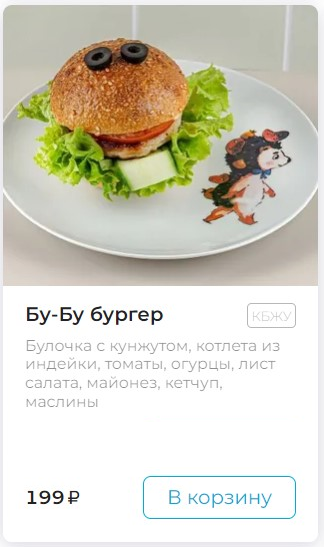 Бу-Бу бургер
КБЖУ
Булочка с кунжутом, котлета из
индейки, томаты, огурцы, лист
салата, майонез, кетчуп,
маслины
199 ₽
В корзину